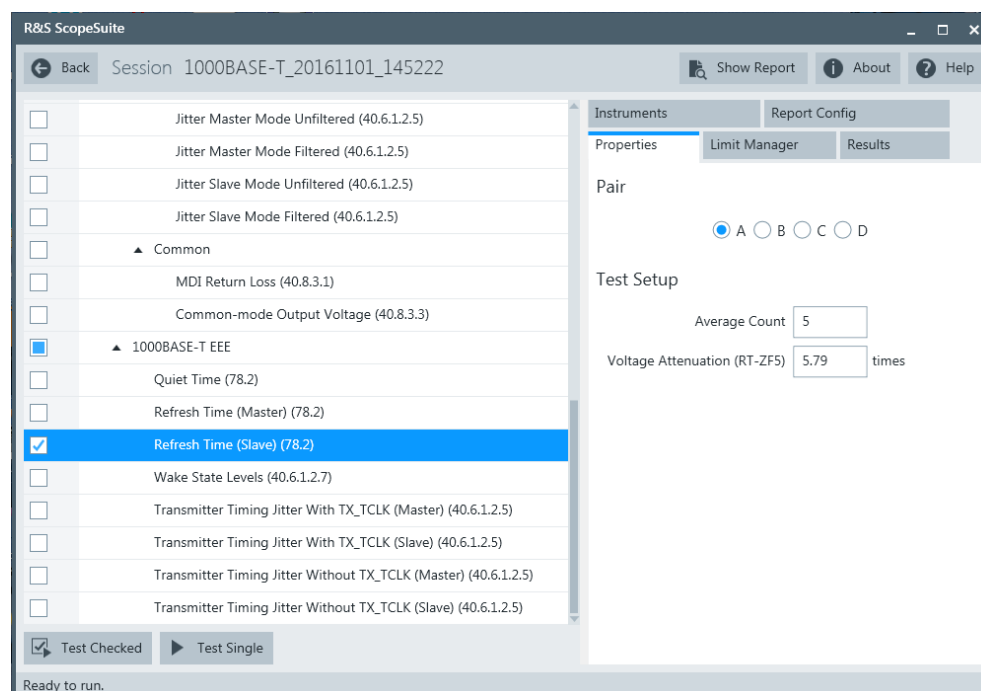 R&S ScopeSuite
Back Session 1000BASE-T_20161101_145222 Show Report About Help
Jitter Master Mode Unfiltered (40.6.1.2.5)
Jitter Master Mode Filtered (40.6.1.2.5)
Jitter Slave Mode Unfiltered (40.6.1.2.5)
Jitter Slave Mode Filtered (40.6.1.2.5)
Common
MDI Return Loss (40.8.3.1)
Common-mode Output Voltage (40.8.3.3)
1000BASE-T EEE
Quiet Time (78.2)
Refresh Time (Master) (78.2)
Refresh Time (Slave) (78.2)
Wake State Levels (40.6.1.2.7)
Transmitter Timing Jitter With TX_TCLK (Master) (40.6.1.2.5)
Transmitter Timing Jitter With TX_TCLK (Slave) (40.6.1.2.5)
Transmitter Timing Jitter Without TX_TCLK (Master) (40.6.1.2.5)
Transmitter Timing Jitter Without TX_TCLK (Slave) (40.6.1.2.5)
Test Checked Test Single
Instruments Report Config
Properties Limit Manager Results
Pair
A B C D
Test Setup
Average Count 5
Voltage Attenuation (RT-ZF5) 5.79 times
Ready to run.